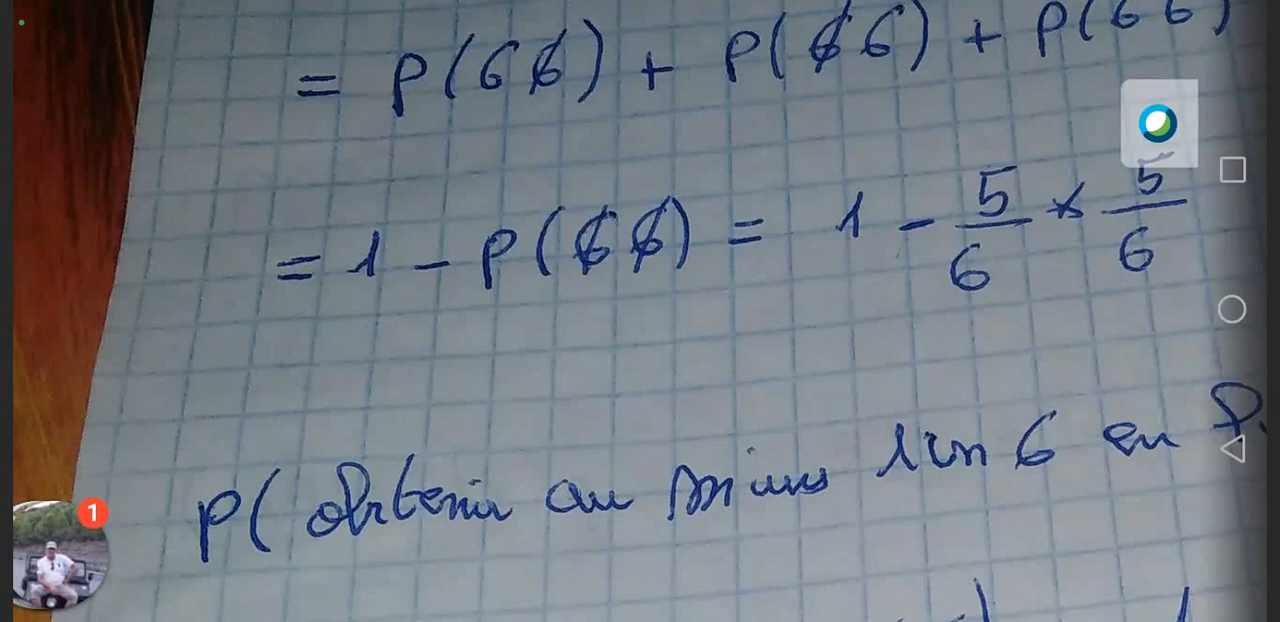 = P(6 6̸) + P(6̸ 6) + P(6 6)
= 1 - P(6̸ 6̸) = 1 - 5/6 × 5/6
P( obtenir au moins 1 un 6 en
1